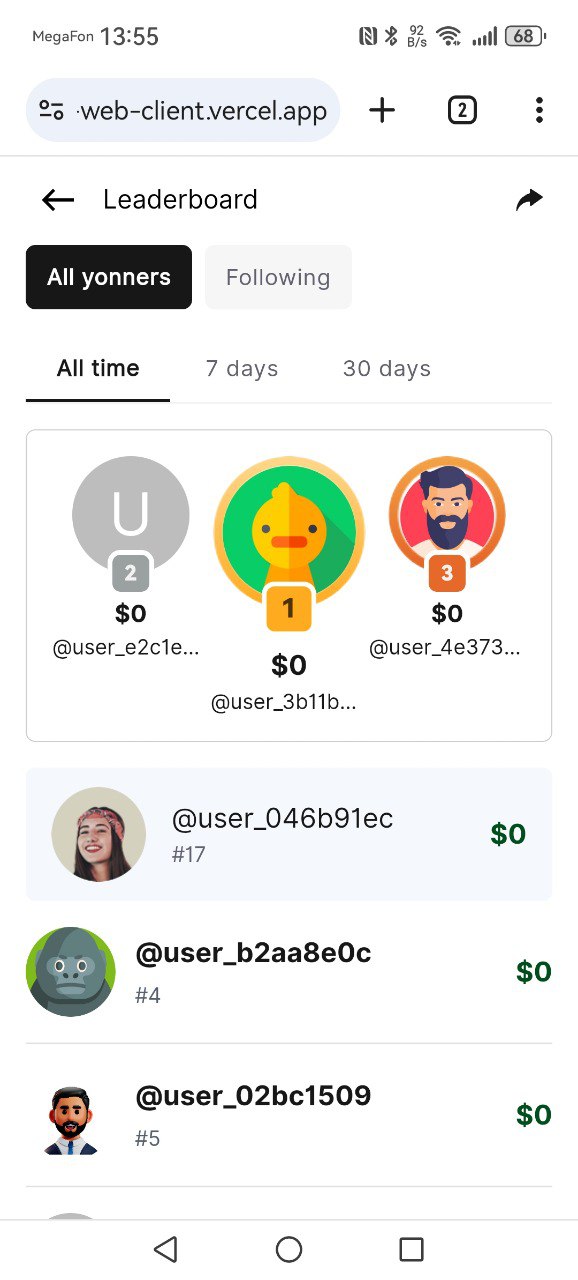 MegaFon 13:55 92 B/s 68
-web-client.vercel.app 2
Leaderboard
All yonners Following
All time 7 days 30 days
U
2
1
3
$0
$0
@user_e2c1e...
@user_4e373...
$0
@user_3b11b...
@user_046b91ec
$0
#17
@user_b2aa8e0c
$0
#4
@user_02bc1509
$0
#5